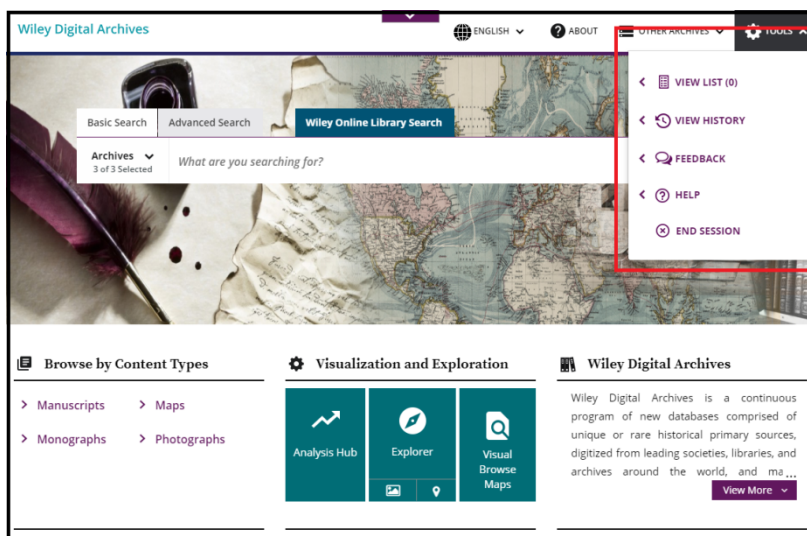 Wiley Digital Archives
ENGLISH
ABOUT
OTHER ARCHIVES
TOOLS
VIEW LIST (0)
VIEW HISTORY
FEEDBACK
HELP
END SESSION
Basic Search
Advanced Search
Wiley Online Library Search
Archives
3 of 3 Selected
What are you searching for?
Browse by Content Types
Manuscripts
Maps
Monographs
Photographs
Visualization and Exploration
Analysis Hub
Explorer
Visual
Browse
Maps
Wiley Digital Archives
Wiley Digital Archives is a continuous
program of new databases comprised of
unique or rare historical primary sources,
digitized from leading societies, libraries, and
archives around the world, and ma...
View More